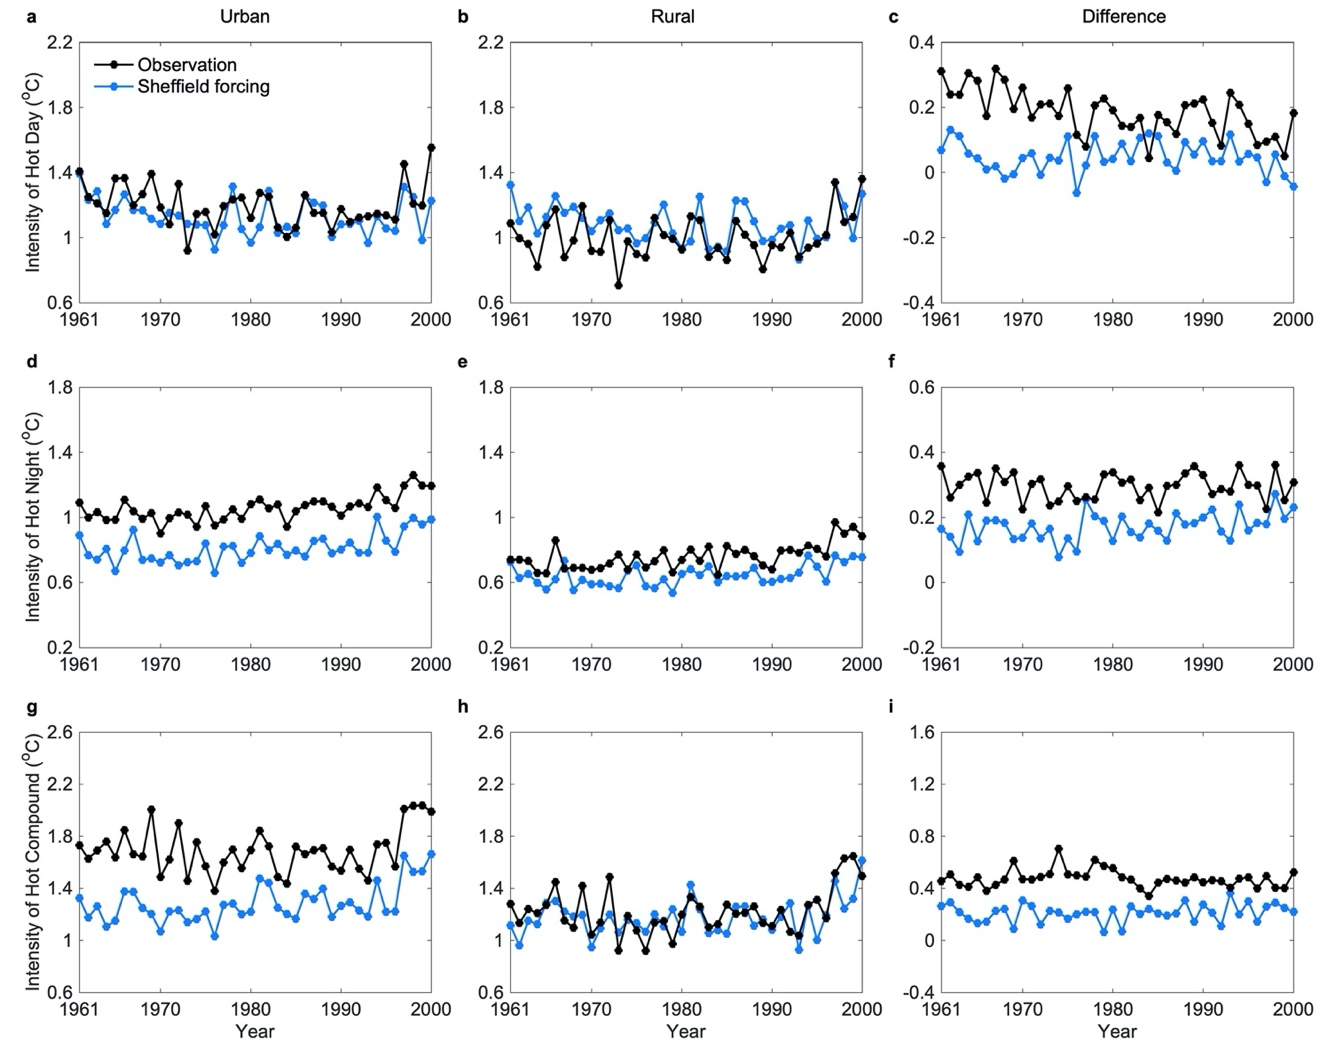 a Urban b Rural c Difference
2.2 2.2 0.4
Observation
Sheffield forcing
Intensity of Hot Day (°C)
1.8 1.8 0.2
1.4 1.4 0
1 1 -0.2
0.6 0.6 -0.4
1961 1970 1980 1990 2000 1961 1970 1980 1990 2000 1961 1970 1980 1990 2000
d e f
1.8 1.8 0.6
Intensity of Hot Night (°C)
1.4 1.4 0.4
1 1 0.2
0.6 0.6 0
0.2 0.2 -0.2
1961 1970 1980 1990 2000 1961 1970 1980 1990 2000 1961 1970 1980 1990 2000
g h i
2.6 2.6 1.6
Intensity of Hot Compound (°C)
2.2 2.2 1.2
1.8 1.8 0.8
1.4 1.4 0.4
1 1 0
0.6 0.6 -0.4
1961 1970 1980 1990 2000 1961 1970 1980 1990 2000 1961 1970 1980 1990 2000
Year Year Year